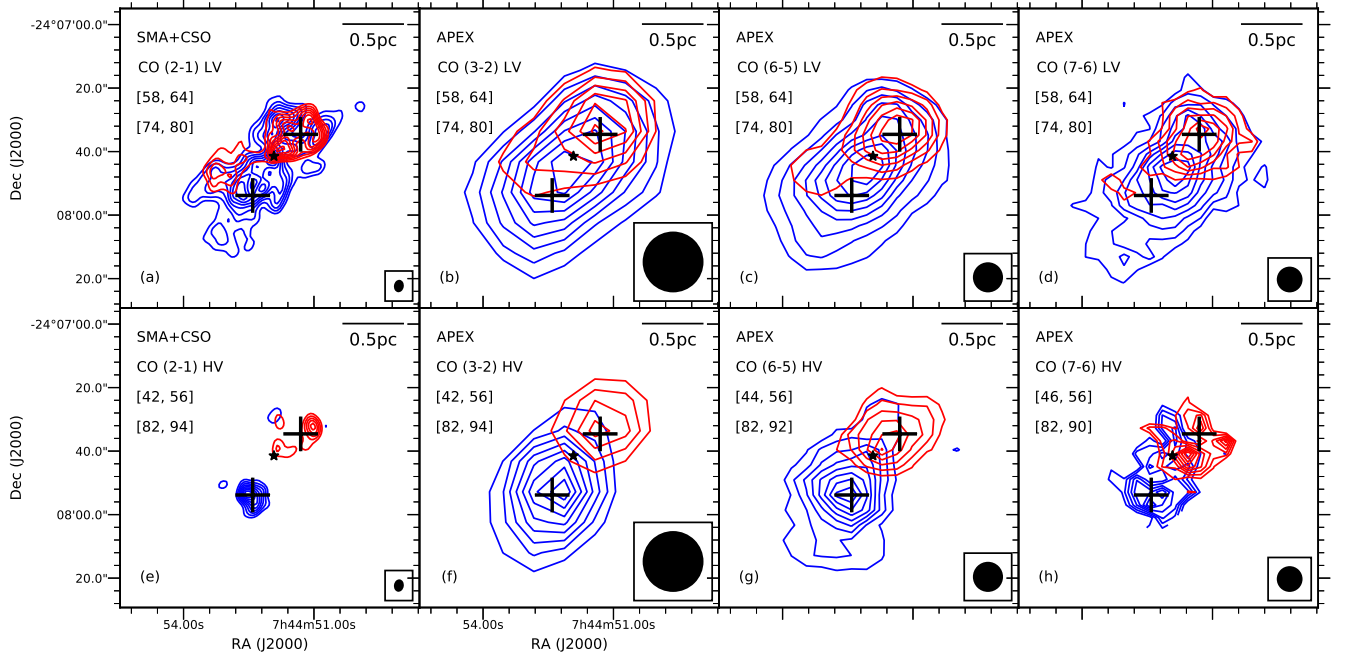 -24°07'00.0"
20.0"
40.0"
08'00.0"
20.0"
Dec (J2000)
SMA+CSO
0.5pc
CO (2-1) LV
[58, 64]
[74, 80]
(a)
APEX
0.5pc
CO (3-2) LV
[58, 64]
[74, 80]
(b)
APEX
0.5pc
CO (6-5) LV
[58, 64]
[74, 80]
(c)
APEX
0.5pc
CO (7-6) LV
[58, 64]
[74, 80]
(d)
-24°07'00.0"
20.0"
40.0"
08'00.0"
20.0"
Dec (J2000)
SMA+CSO
0.5pc
CO (2-1) HV
[42, 56]
[82, 94]
(e)
APEX
0.5pc
CO (3-2) HV
[42, 56]
[82, 94]
(f)
APEX
0.5pc
CO (6-5) HV
[44, 56]
[82, 92]
(g)
APEX
0.5pc
CO (7-6) HV
[46, 56]
[82, 90]
(h)
54.00s
7h44m51.00s
RA (J2000)
54.00s
7h44m51.00s
RA (J2000)